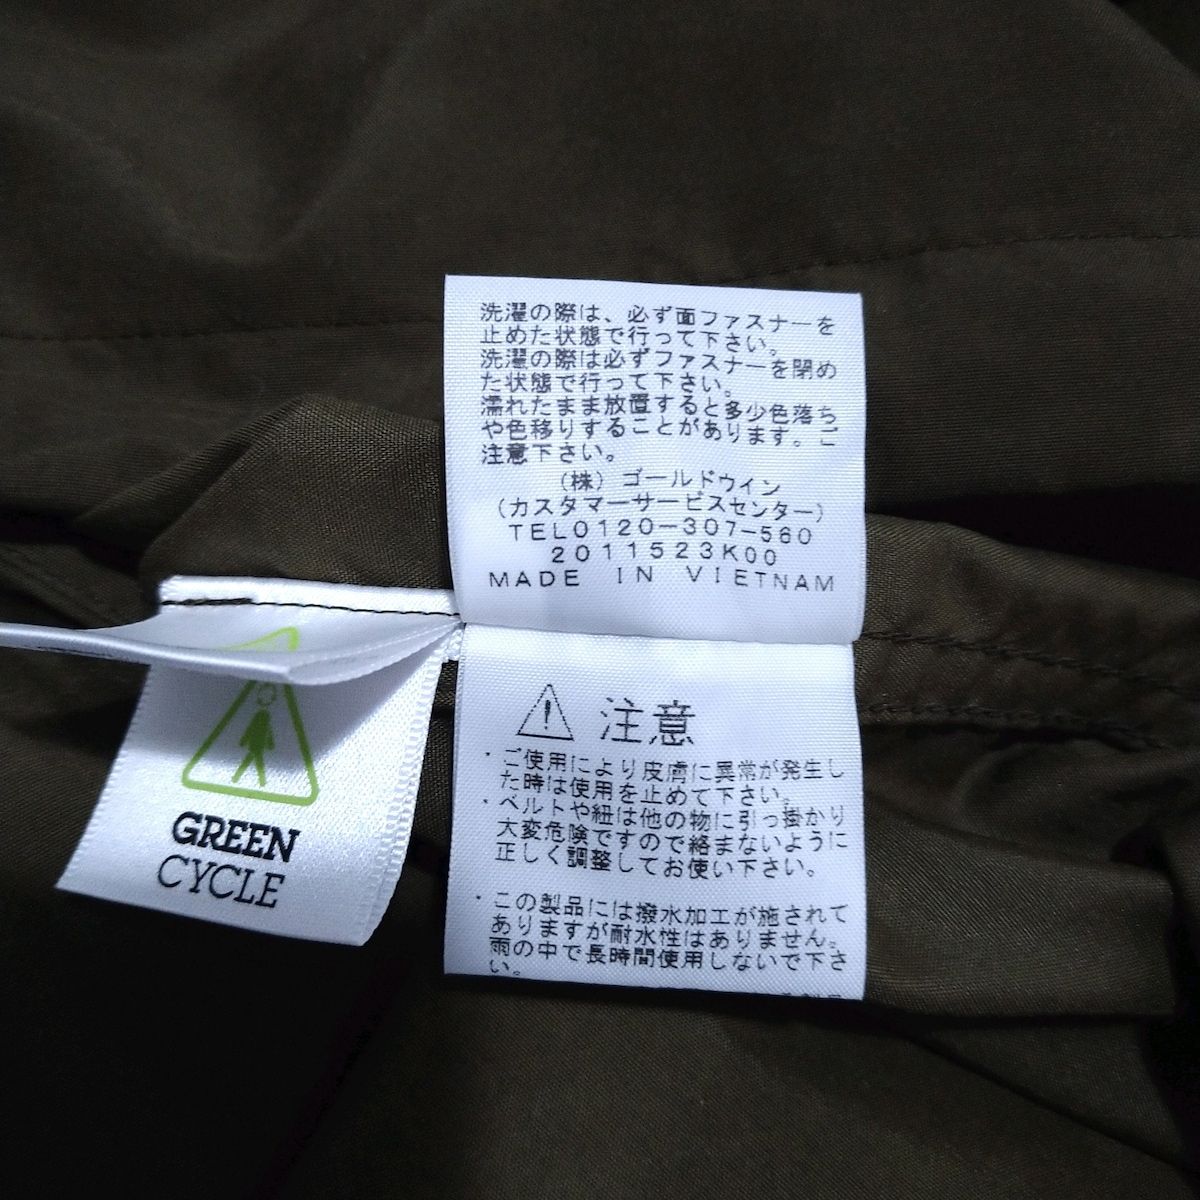 洗濯の際は、必ず面ファスナーを
止めた状態で行って下さい。
洗濯の際は必ずファスナーを閉め
た状態で行って下さい。
濡れたまま放置すると多少色落ち
や色移りすることがあります。ご
注意下さい。
(株)ゴールドウイン
(カスタマーサービスセンター)
TEL0120-307-560
2011523K00
MADE IN VIETNAM
注意
・ご使用により皮膚に異常が発生し
た時は使用を止めて下さい。
・ベルトや紐は他の物に引っ掛かり
大変危険ですので絡まないように
正しく調整してお使い下さい。
・この製品には撥水加工が施されて
ありますが耐水性はありません。
雨の中で長時間使用しないで下さ
い。
GREEN
CYCLE